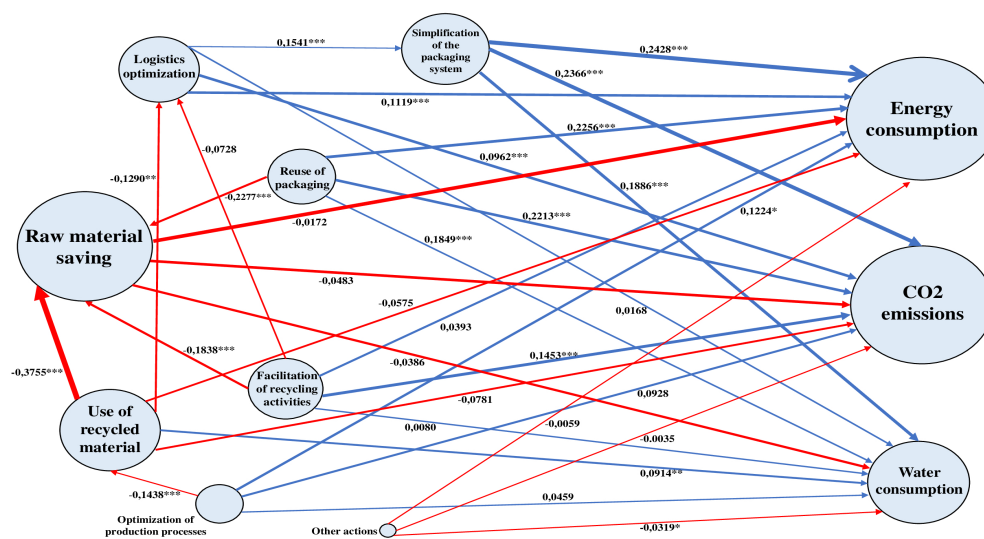 Simplification
of the
packaging
system
0,1541***
0,2428***
Logistics
optimization
0,2366***
0,1119***
Energy
consumption
0,2256***
-0,0728
0,0962***
Reuse of
packaging
-0,1290**
0,1886***
-0,2277***
0,1224*
0,2213***
-0,0172
Raw material
saving
0,1849***
-0,0483
CO2
emissions
-0,0575
0,0168
0,0393
-0,1838***
0,1453***
-0,0386
-0,3755***
Facilitation
of recycling
activities
-0,0781
0,0928
Use of
recycled
material
0,0080
-0.0059
-0.0035
0,0914**
Water
consumption
-0,1438***
0,0459
Optimization of
production processes
Other actions
-0,0319*